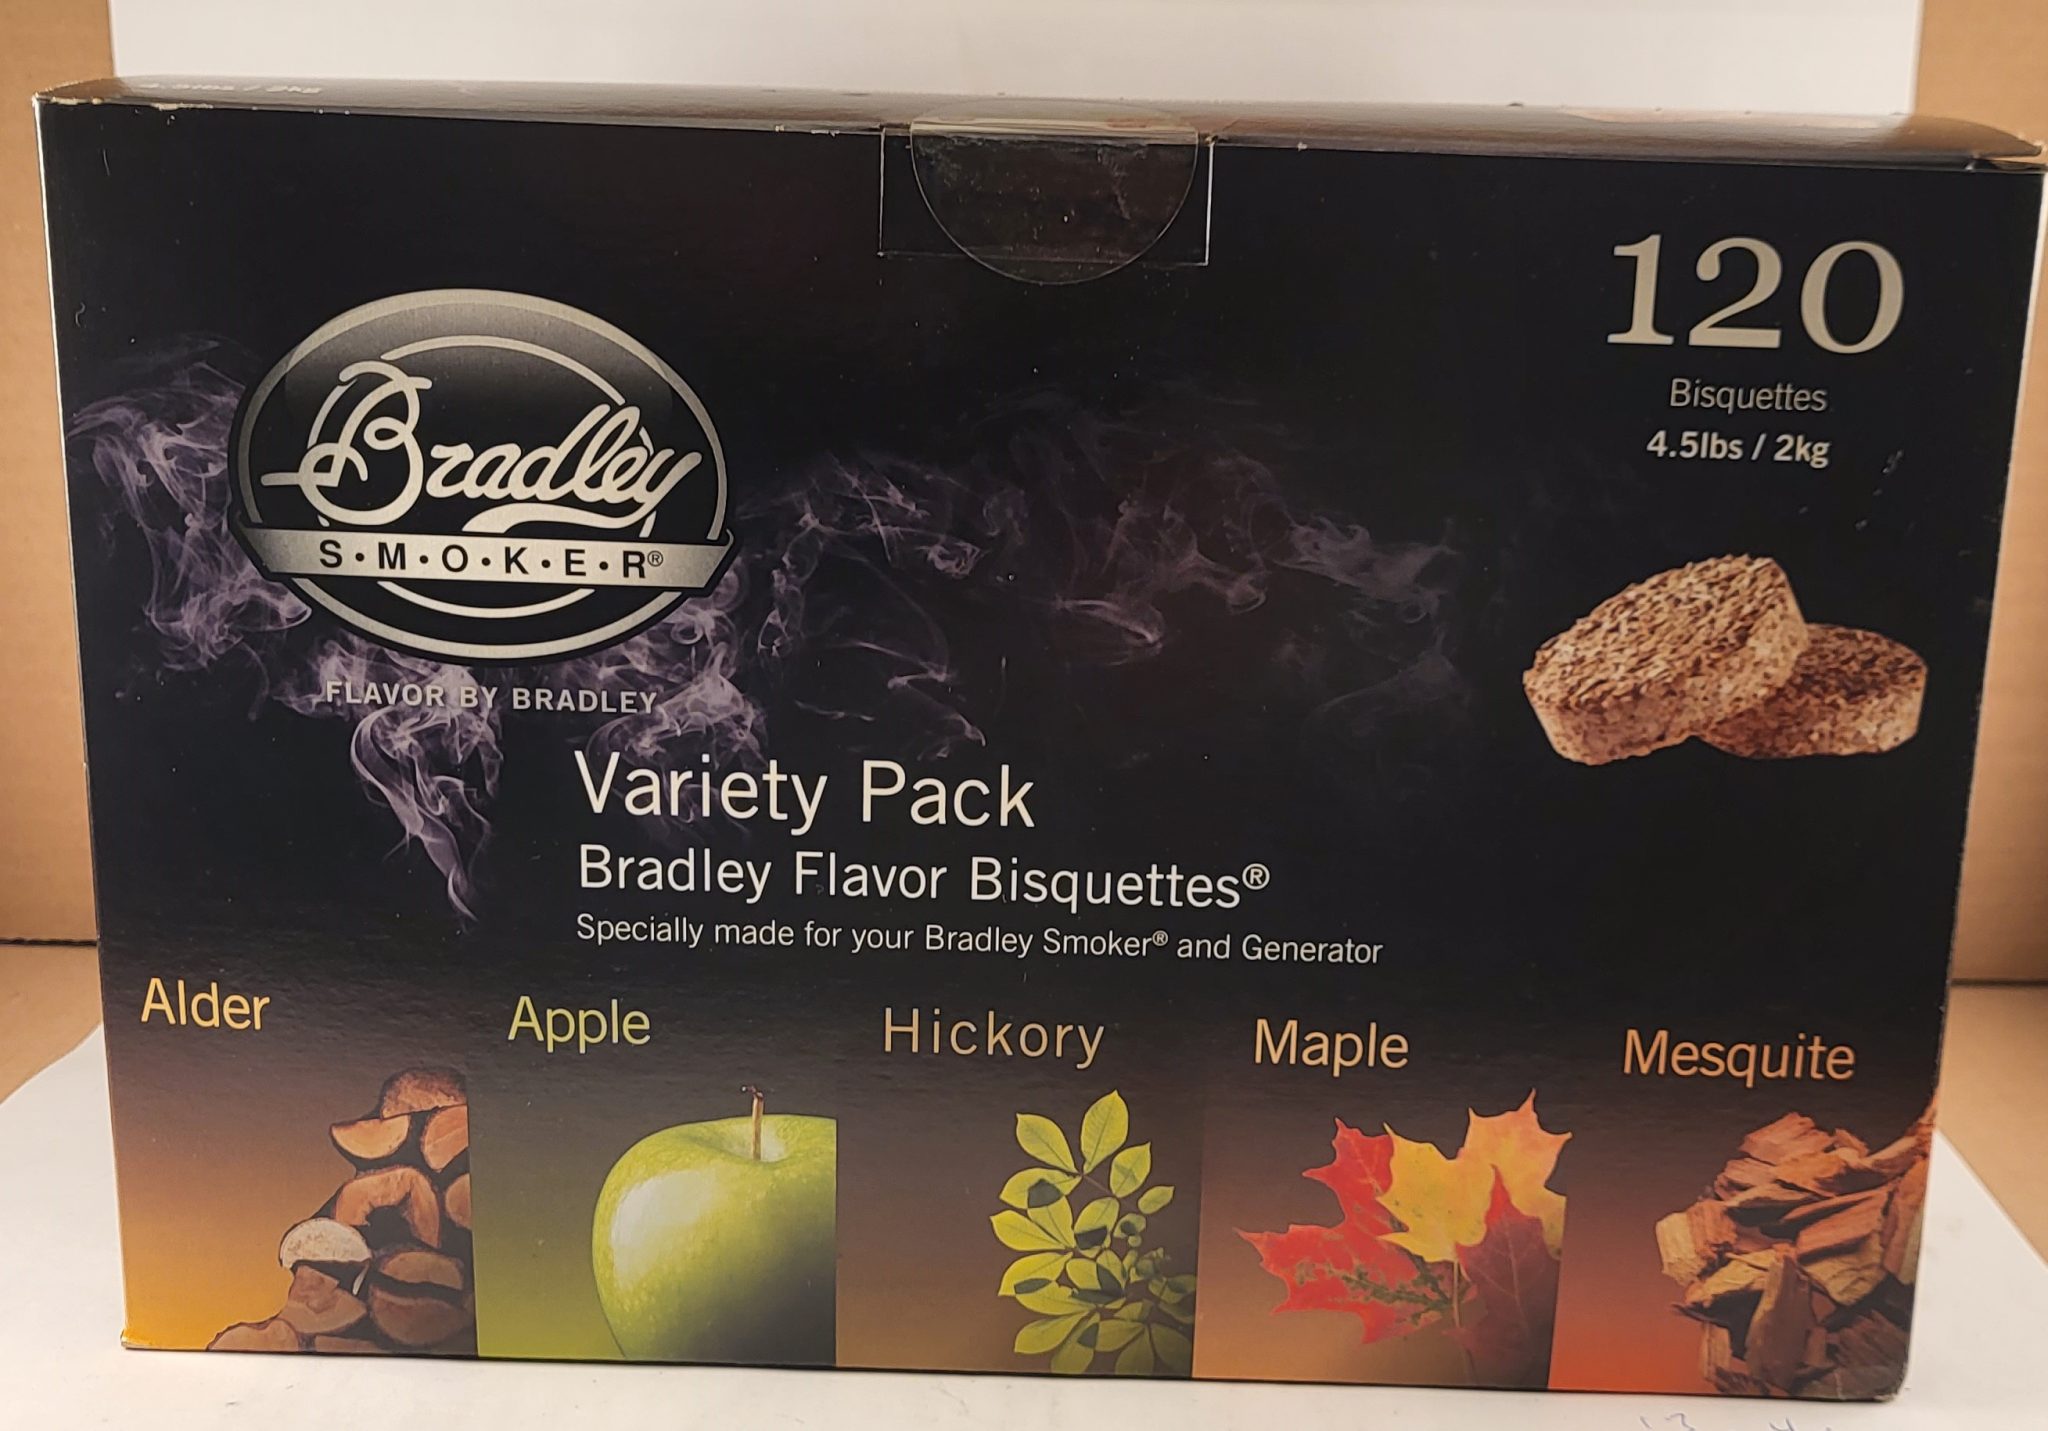 120
Bisquettes
4.5lbs / 2kg
Bradley
S·M·O·K·E·R®
FLAVOR BY BRADLEY
Variety Pack
Bradley Flavor Bisquettes®
Specially made for your Bradley Smoker® and Generator
Alder
Apple
Hickory
Maple
Mesquite